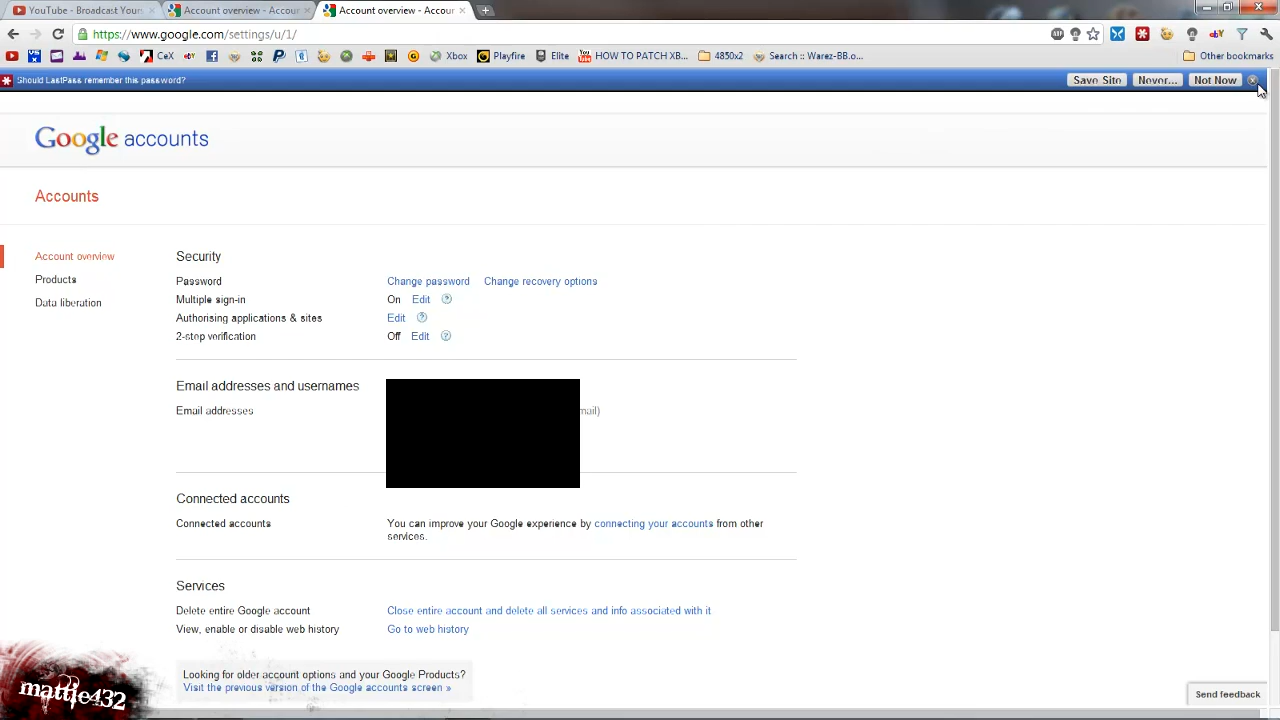 YouTube - Broadcast Yours
Account overview - Accour
Account overview - Accour
https://www.google.com/settings/u/1/
CeX
Xbox
Playfire
Elite
HOW TO PATCH XB...
4850x2
Search :: Warez-BB.o...
Other bookmarks
Should LastPass remember this password?
Save Site
Never...
Not Now
Google accounts
Accounts
Account overview
Products
Data liberation
Security
Password Change password Change recovery options
Multiple sign-in On Edit
Authorising applications & sites Edit
2-stop verification Off Edit
Email addresses and usernames
Email addresses mail)
Connected accounts
Connected accounts You can improve your Google experience by connecting your accounts from other
services.
Services
Delete entire Google account Close entire account and delete all services and info associated with it
View, enable or disable web history Go to web history
Looking for older account options and your Google Products?
Visit the previous version of the Google accounts screen »
Send feedback
mattle432